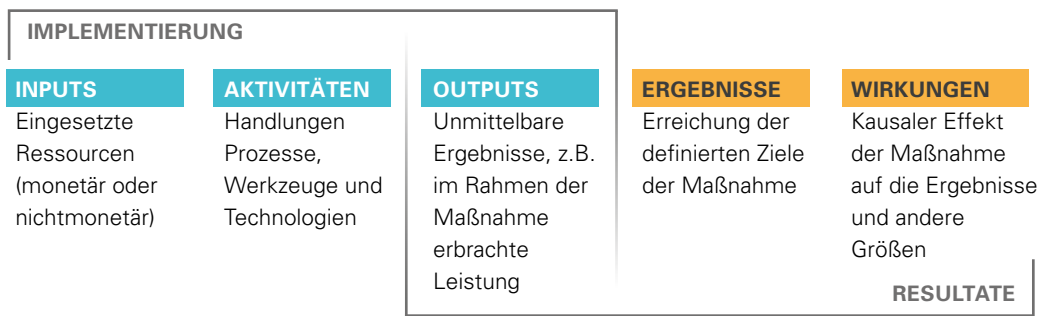 IMPLEMENTIERUNG
INPUTS
Eingesetzte
Ressourcen
(monetär oder
nichtmonetär)
AKTIVITÄTEN
Handlungen
Prozesse,
Werkzeuge und
Technologien
OUTPUTS
Unmittelbare
Ergebnisse, z.B.
im Rahmen der
Maßnahme
erbrachte
Leistung
ERGEBNISSE
Erreichung der
definierten Ziele
der Maßnahme
WIRKUNGEN
Kausaler Effekt
der Maßnahme
auf die Ergebnisse
und andere
Größen
RESULTATE